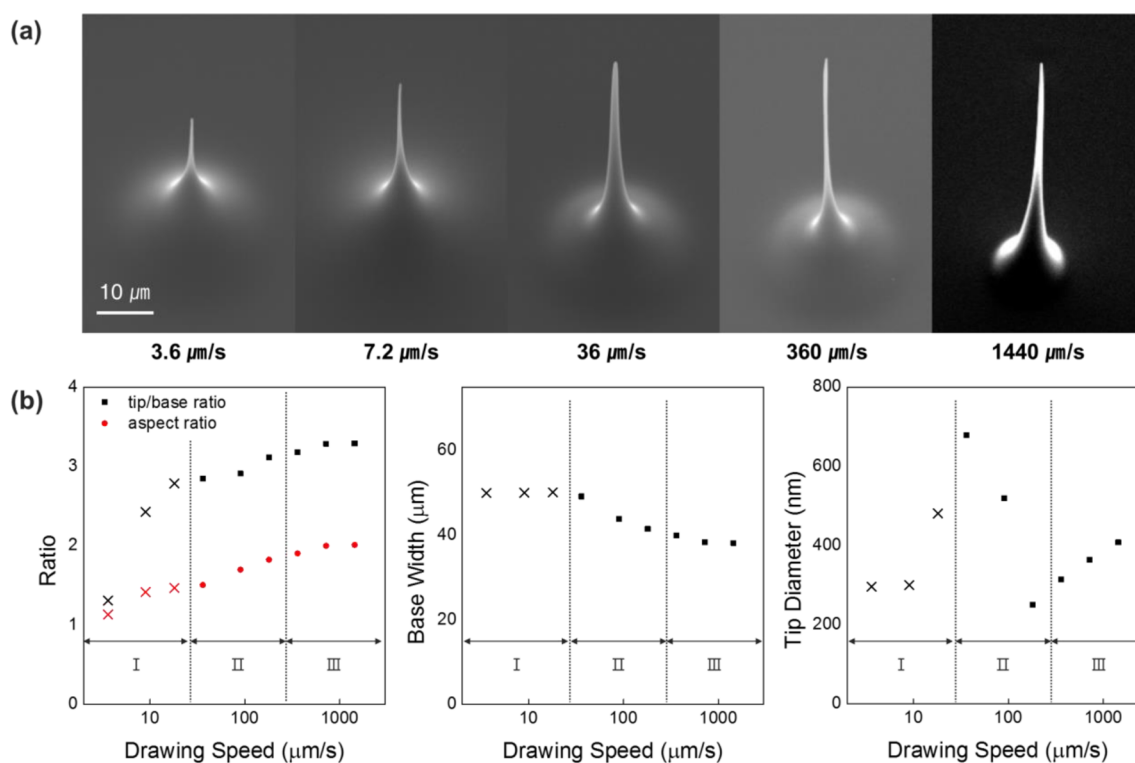 (a)
10 μm
3.6 μm/s 7.2 μm/s 36 μm/s 360 μm/s 1440 μm/s
(b)
4
3
2
1
0
Ratio
tip/base ratio
aspect ratio
I II III
10 100 1000
Drawing Speed (μm/s)
60
40
20
0
Base Width (μm)
I II III
10 100 1000
Drawing Speed (μm/s)
800
600
400
200
0
Tip Diameter (nm)
I II III
10 100 1000
Drawing Speed (μm/s)